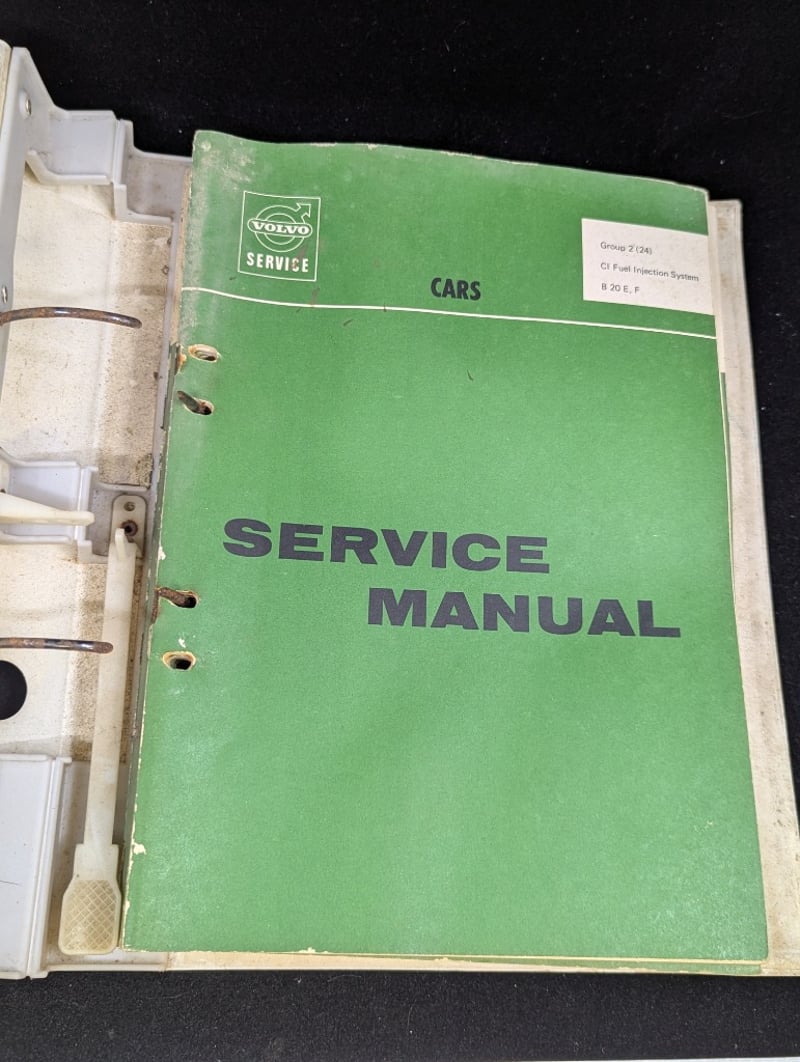 VOLVO
SERVICE
CARS
Group 2 (24)
CI Fuel Injection System
B 20 E, F
SERVICE
MANUAL